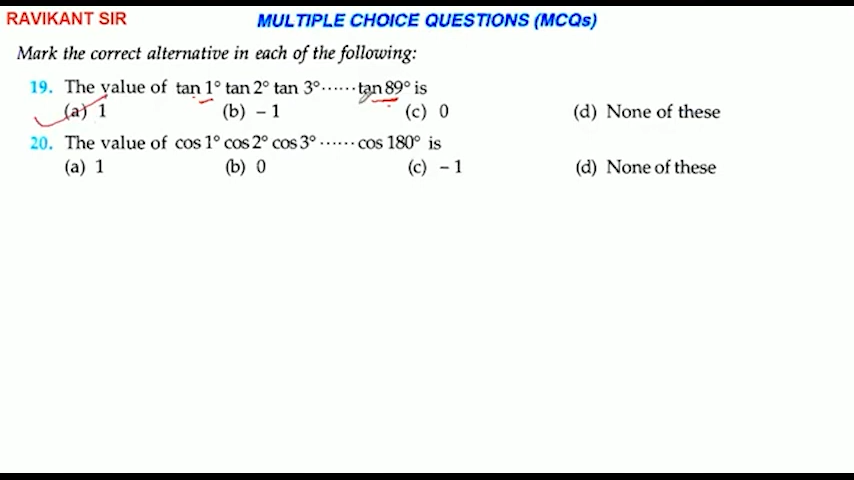 RAVIKANT SIR
MULTIPLE CHOICE QUESTIONS (MCQs)
Mark the correct alternative in each of the following:
19. The value of tan 1° tan 2° tan 3° ...... tan 89° is
(a) 1 (b) – 1 (c) 0 (d) None of these
20. The value of cos 1° cos 2° cos 3° ...... cos 180° is
(a) 1 (b) 0 (c) – 1 (d) None of these